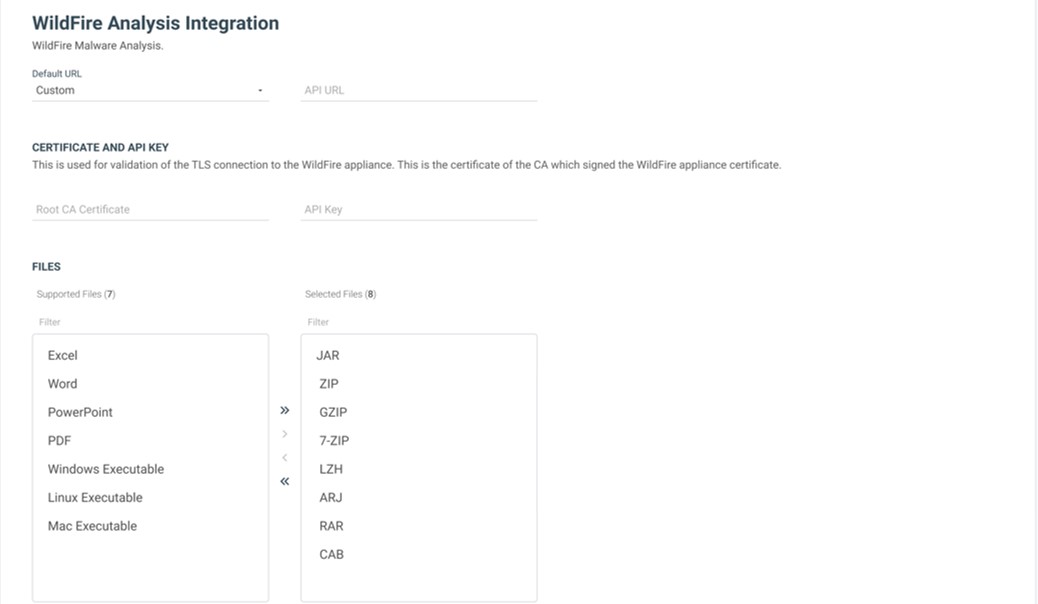 WildFire Analysis Integration
WildFire Malware Analysis.
Default URL
Custom
API URL
CERTIFICATE AND API KEY
This is used for validation of the TLS connection to the WildFire appliance. This is the certificate of the CA which signed the WildFire appliance certificate.
Root CA Certificate
API Key
FILES
Supported Files (7)
Filter
Excel
Word
PowerPoint
PDF
Windows Executable
Linux Executable
Mac Executable
Selected Files (8)
Filter
JAR
ZIP
GZIP
7-ZIP
LZH
ARJ
RAR
CAB